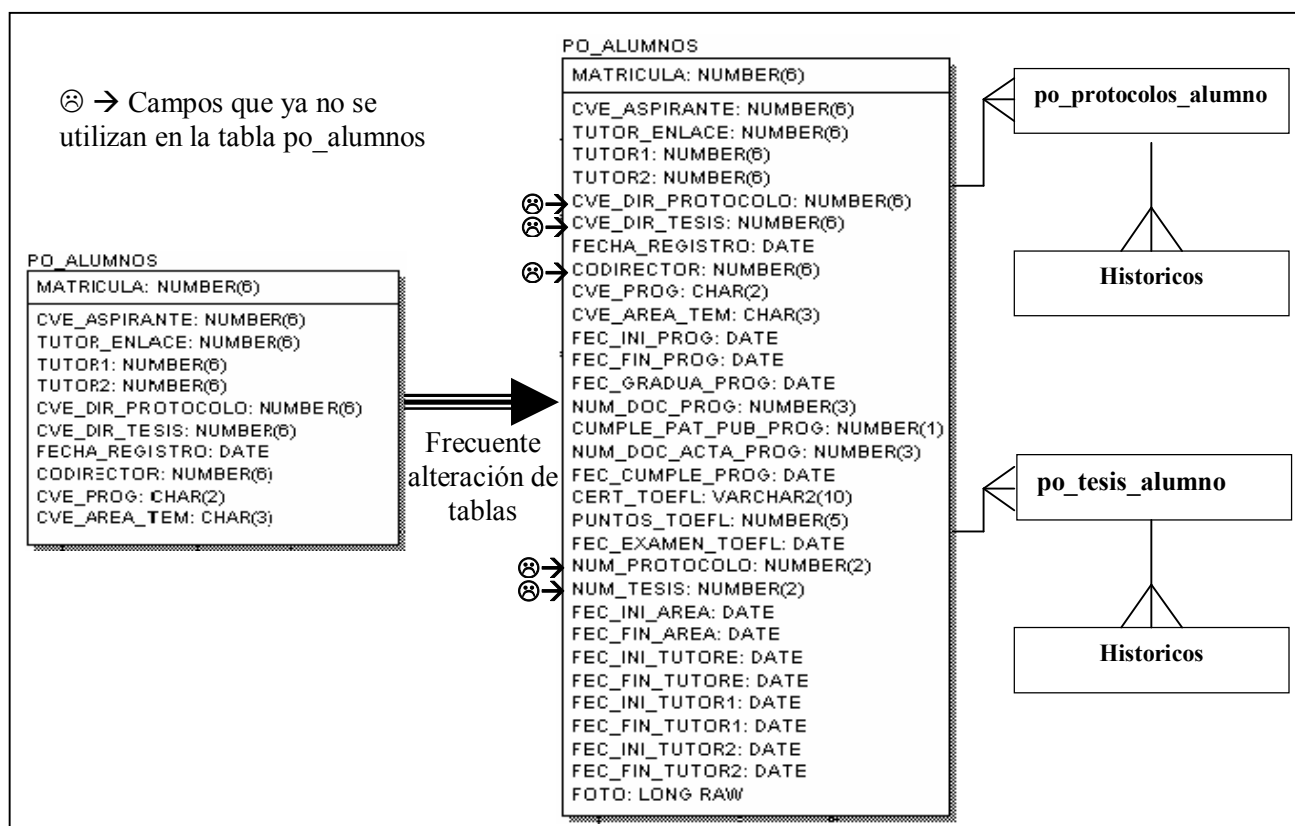 ☹ → Campos que ya no se
utilizan en la tabla po_alumnos
PO_ALUMNOS
MATRICULA: NUMBER(6)
CVE_ASPIRANTE: NUMBER(6)
TUTOR_ENLACE: NUMBER(6)
TUTOR1: NUMBER(6)
TUTOR2: NUMBER(6)
CVE_DIR_PROTOCOLO: NUMBER(6)
CVE_DIR_TESIS: NUMBER(6)
FECHA_REGISTRO: DATE
CODIRECTOR: NUMBER(6)
CVE_PROG: CHAR(2)
CVE_AREA_TEM: CHAR(3)
Frecuente
alteración de
tablas
PO_ALUMNOS
MATRICULA: NUMBER(6)
CVE_ASPIRANTE: NUMBER(6)
TUTOR_ENLACE: NUMBER(6)
TUTOR1: NUMBER(6)
TUTOR2: NUMBER(6)
☹→ CVE_DIR_PROTOCOLO: NUMBER(6)
☹→ CVE_DIR_TESIS: NUMBER(6)
FECHA_REGISTRO: DATE
☹→ CODIRECTOR: NUMBER(6)
CVE_PROG: CHAR(2)
CVE_AREA_TEM: CHAR(3)
FEC_INI_PROG: DATE
FEC_FIN_PROG: DATE
FEC_GRADUA_PROG: DATE
NUM_DOC_PROG: NUMBER(3)
CUMPLE_PAT_PUB_PROG: NUMBER(1)
NUM_DOC_ACTA_PROG: NUMBER(3)
FEC_CUMPLE_PROG: DATE
CERT_TOEFL: VARCHAR2(10)
PUNTOS_TOEFL: NUMBER(5)
FEC_EXAMEN_TOEFL: DATE
☹→ NUM_PROTOCOLO: NUMBER(2)
☹→ NUM_TESIS: NUMBER(2)
FEC_INI_AREA: DATE
FEC_FIN_AREA: DATE
FEC_INI_TUTORE: DATE
FEC_FIN_TUTORE: DATE
FEC_INI_TUTOR1: DATE
FEC_FIN_TUTOR1: DATE
FEC_INI_TUTOR2: DATE
FEC_FIN_TUTOR2: DATE
FOTO: LONG RAW
po_protocolos_alumno
Historicos
po_tesis_alumno
Historicos